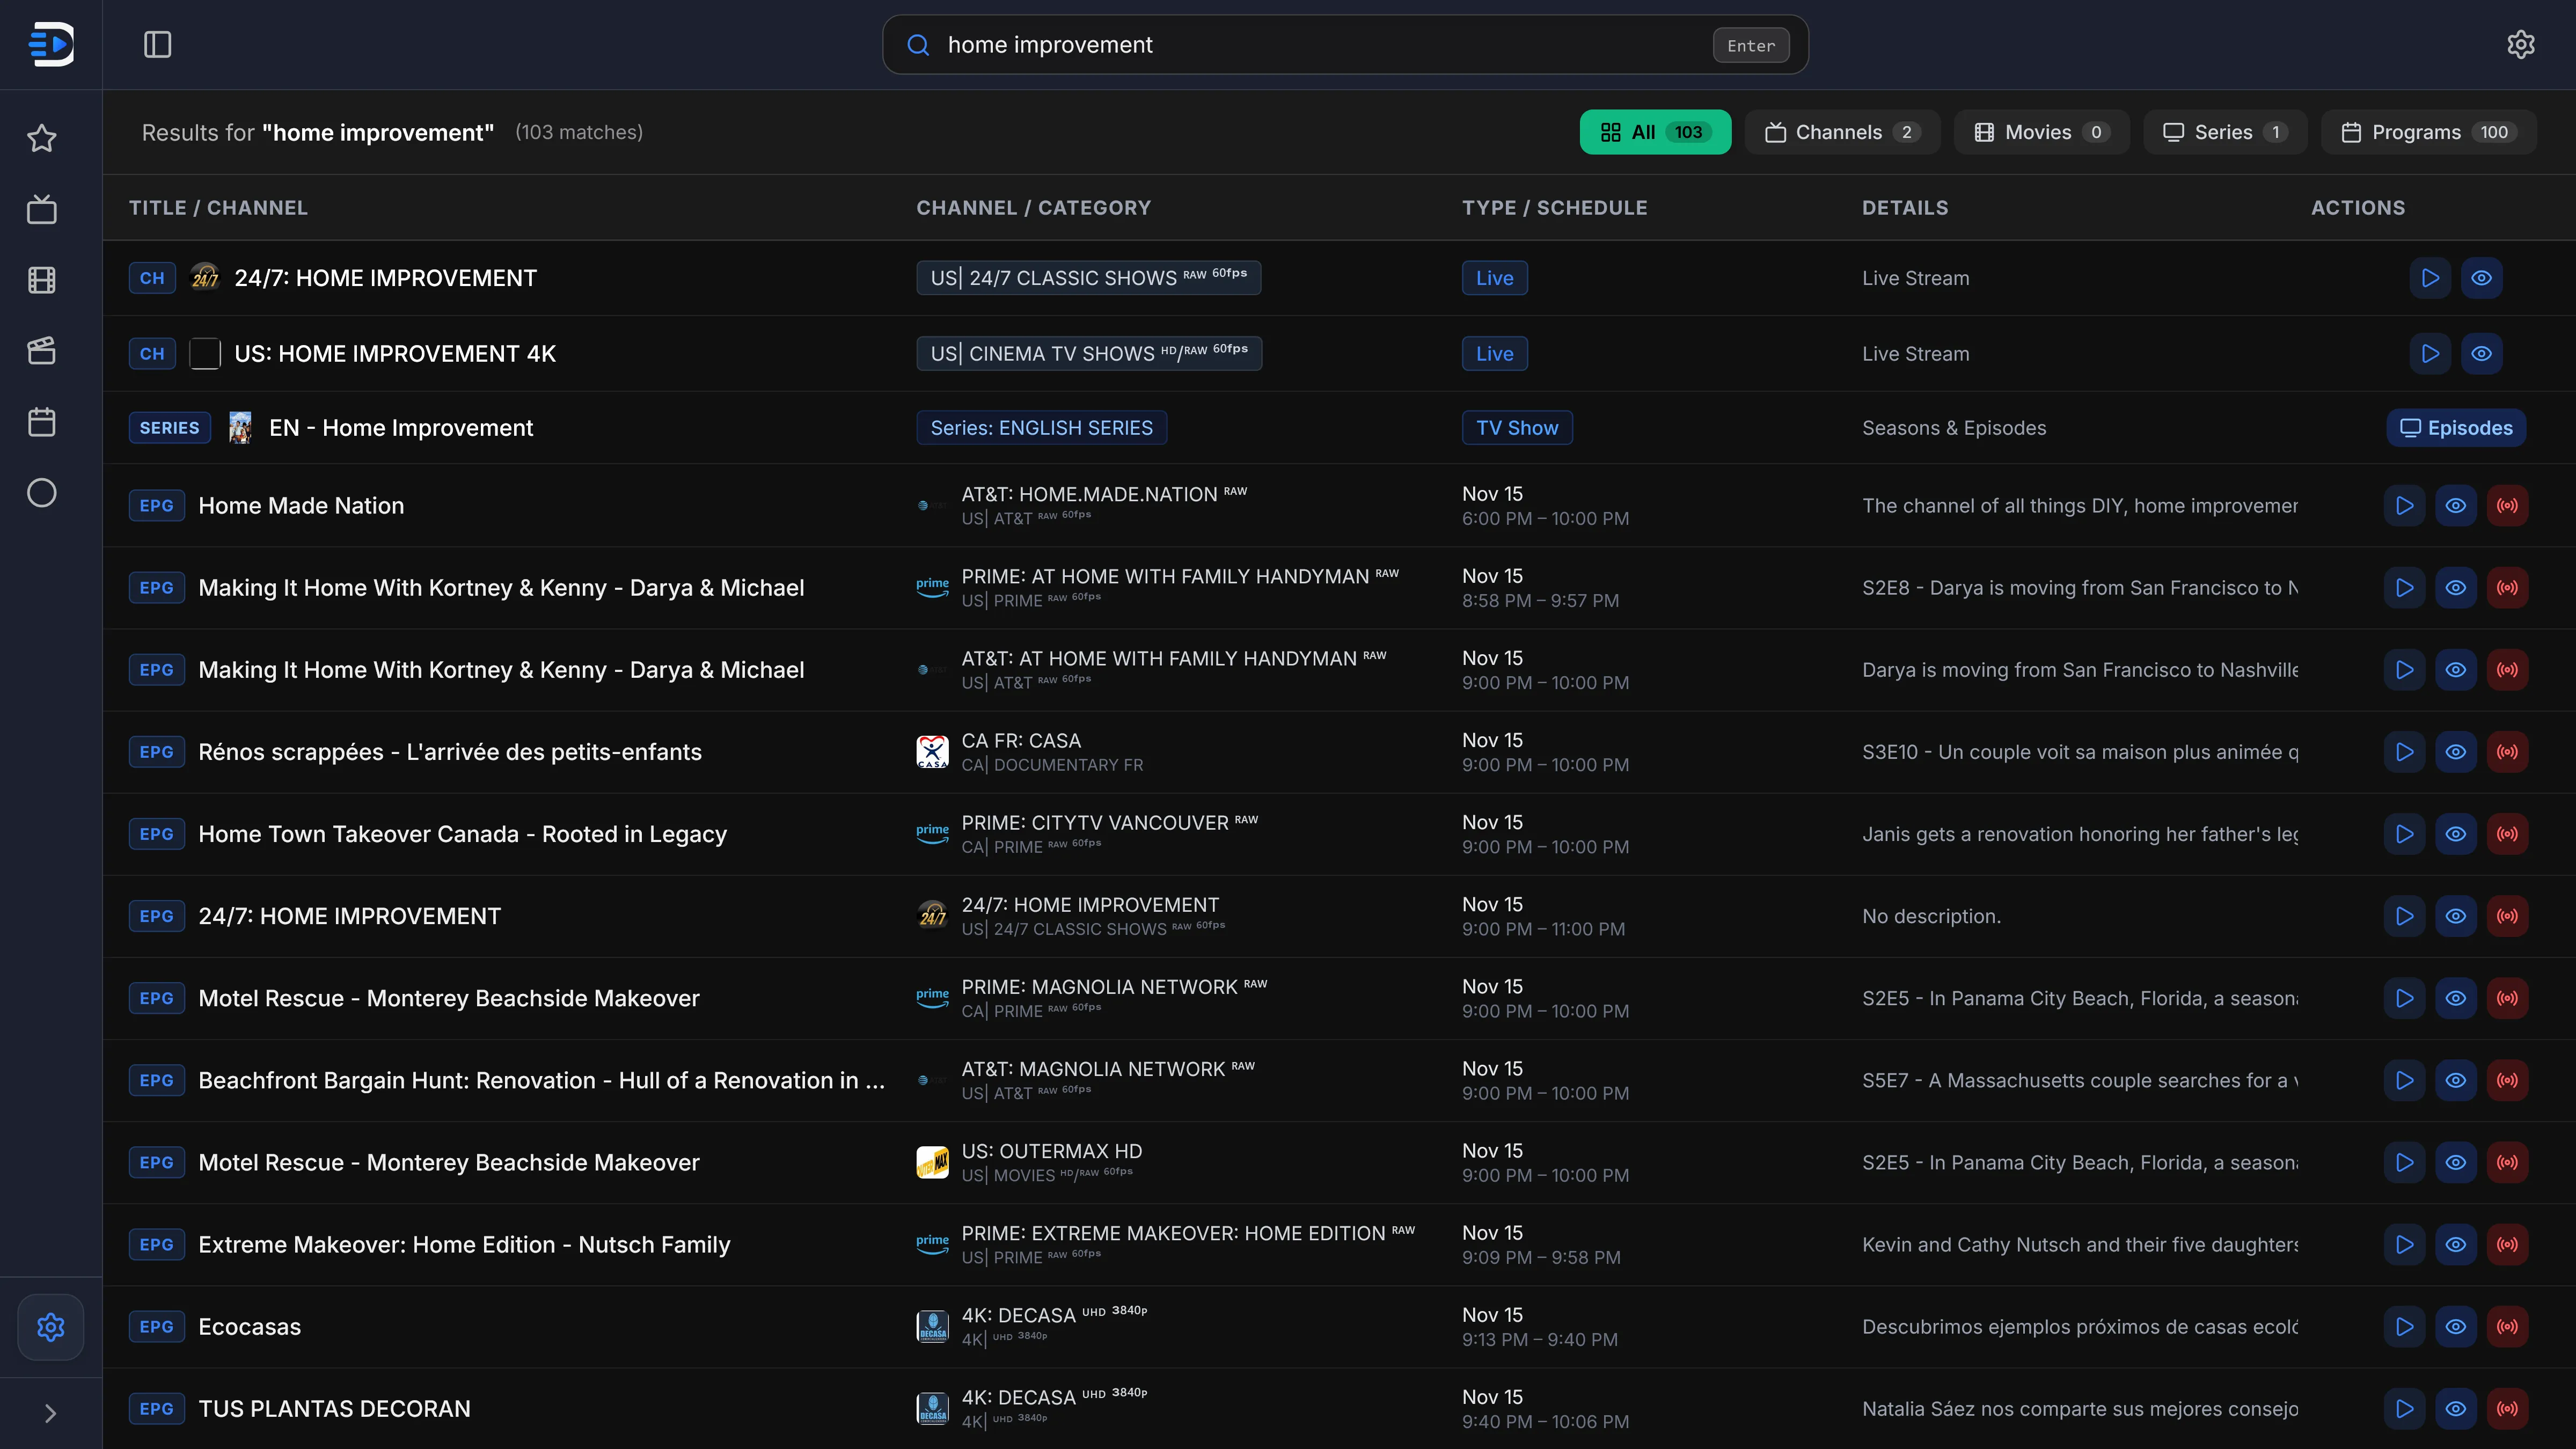 home improvement Enter
Results for "home improvement" (103 matches) All 103 Channels 2 Movies 0 Series 1 Programs 100
TITLE / CHANNEL CHANNEL / CATEGORY TYPE / SCHEDULE DETAILS ACTIONS
CH 24/7 24/7: HOME IMPROVEMENT US| 24/7 CLASSIC SHOWS ᴿᴬᵂ ⁶⁰ᶠᵖˢ Live Live Stream
CH US: HOME IMPROVEMENT 4K US| CINEMA TV SHOWS ᴴᴰ/ᴿᴬᵂ ⁶⁰ᶠᵖˢ Live Live Stream
SERIES EN - Home Improvement Series: ENGLISH SERIES TV Show Seasons & Episodes Episodes
EPG Home Made Nation AT&T: HOME.MADE.NATION ᴿᴬᵂ Nov 15 The channel of all things DIY, home improvemen
US| AT&T ᴿᴬᵂ ⁶⁰ᶠᵖˢ 6:00 PM – 10:00 PM
EPG Making It Home With Kortney & Kenny - Darya & Michael prime PRIME: AT HOME WITH FAMILY HANDYMAN ᴿᴬᵂ Nov 15 S2E8 - Darya is moving from San Francisco to N
US| PRIME ᴿᴬᵂ ⁶⁰ᶠᵖˢ 8:58 PM – 9:57 PM
EPG Making It Home With Kortney & Kenny - Darya & Michael AT&T: AT HOME WITH FAMILY HANDYMAN ᴿᴬᵂ Nov 15 Darya is moving from San Francisco to Nashville
US| AT&T ᴿᴬᵂ ⁶⁰ᶠᵖˢ 9:00 PM – 10:00 PM
EPG Rénos scrappées - L'arrivée des petits-enfants CASA CA FR: CASA Nov 15 S3E10 - Un couple voit sa maison plus animée q
CA| DOCUMENTARY FR 9:00 PM – 10:00 PM
EPG Home Town Takeover Canada - Rooted in Legacy prime PRIME: CITYTV VANCOUVER ᴿᴬᵂ Nov 15 Janis gets a renovation honoring her father's leg
CA| PRIME ᴿᴬᵂ ⁶⁰ᶠᵖˢ 9:00 PM – 10:00 PM
EPG 24/7: HOME IMPROVEMENT 24/7 24/7: HOME IMPROVEMENT Nov 15 No description.
US| 24/7 CLASSIC SHOWS ᴿᴬᵂ ⁶⁰ᶠᵖˢ 9:00 PM – 11:00 PM
EPG Motel Rescue - Monterey Beachside Makeover prime PRIME: MAGNOLIA NETWORK ᴿᴬᵂ Nov 15 S2E5 - In Panama City Beach, Florida, a seasona
CA| PRIME ᴿᴬᵂ ⁶⁰ᶠᵖˢ 9:00 PM – 10:00 PM
EPG Beachfront Bargain Hunt: Renovation - Hull of a Renovation in ... AT&T: MAGNOLIA NETWORK ᴿᴬᵂ Nov 15 S5E7 - A Massachusetts couple searches for a v
US| AT&T ᴿᴬᵂ ⁶⁰ᶠᵖˢ 9:00 PM – 10:00 PM
EPG Motel Rescue - Monterey Beachside Makeover OUTER MAX US: OUTERMAX HD Nov 15 S2E5 - In Panama City Beach, Florida, a seasona
US| MOVIES ᴴᴰ/ᴿᴬᵂ ⁶⁰ᶠᵖˢ 9:00 PM – 10:00 PM
EPG Extreme Makeover: Home Edition - Nutsch Family prime PRIME: EXTREME MAKEOVER: HOME EDITION ᴿᴬᵂ Nov 15 Kevin and Cathy Nutsch and their five daughters
US| PRIME ᴿᴬᵂ ⁶⁰ᶠᵖˢ 9:09 PM – 9:58 PM
EPG Ecocasas DECASA 4K: DECASA ᵁᴴᴰ ³⁸⁴⁰ᴾ Nov 15 Descubrimos ejemplos próximos de casas ecoló
4K| ᵁᴴᴰ ³⁸⁴⁰ᴾ 9:13 PM – 9:40 PM
EPG TUS PLANTAS DECORAN DECASA 4K: DECASA ᵁᴴᴰ ³⁸⁴⁰ᴾ Nov 15 Natalia Sáez nos comparte sus mejores consejo
4K| ᵁᴴᴰ ³⁸⁴⁰ᴾ 9:40 PM – 10:06 PM